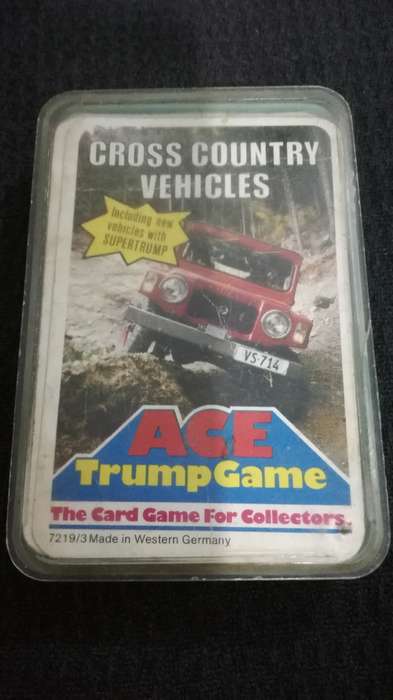 CROSS COUNTRY
VEHICLES
Including new
vehicles with
SUPERTRUMP
VS·714
ACE
TrumpGame
The Card Game For Collectors
7219/3 Made in Western Germany